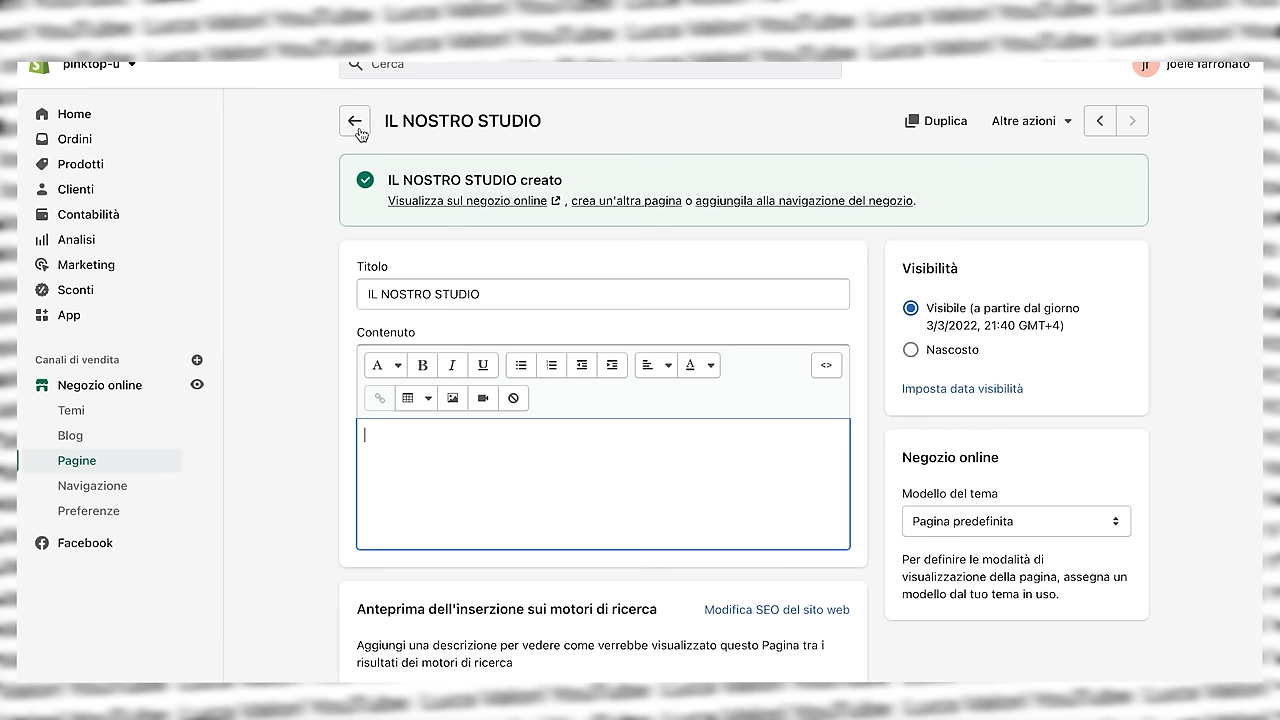 pinktop-u
Cerca
jf
joele farronato
Home
Ordini
Prodotti
Clienti
Contabilità
Analisi
Marketing
Sconti
App
Canali di vendita
Negozio online
Temi
Blog
Pagine
Navigazione
Preferenze
Facebook
IL NOSTRO STUDIO
Duplica
Altre azioni
IL NOSTRO STUDIO creato
Visualizza sul negozio online , crea un'altra pagina o aggiungila alla navigazione del negozio.
Titolo
IL NOSTRO STUDIO
Contenuto
A B I U A <>
Anteprima dell'inserzione sui motori di ricerca
Modifica SEO del sito web
Aggiungi una descrizione per vedere come verrebbe visualizzato questo Pagina tra i
risultati dei motori di ricerca
Visibilità
Visibile (a partire dal giorno
3/3/2022, 21:40 GMT+4)
Nascosto
Imposta data visibilità
Negozio online
Modello del tema
Pagina predefinita
Per definire le modalità di
visualizzazione della pagina, assegna un
modello dal tuo tema in uso.